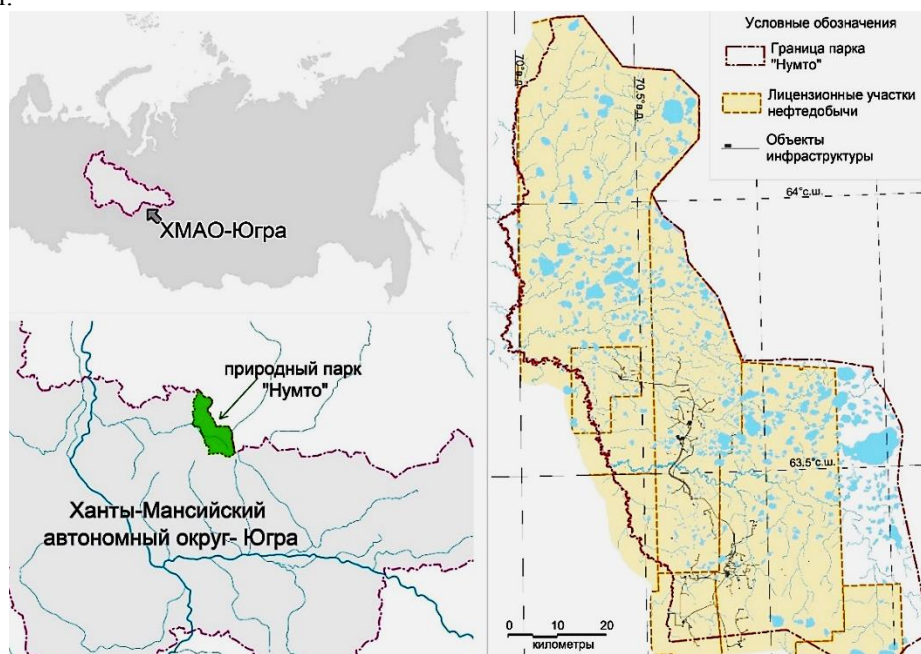 ХМАО-Югра
природный парк
"Нумто"
Ханты-Мансийский
автономный округ- Югра
Условные обозначения
Граница парка
"Нумто"
Лицензионные участки
нефтедобычи
Объекты
инфраструктуры
70° в.д.
70.5° в.д.
64° с.ш.
63.5° с.ш.
0 10 20
километры